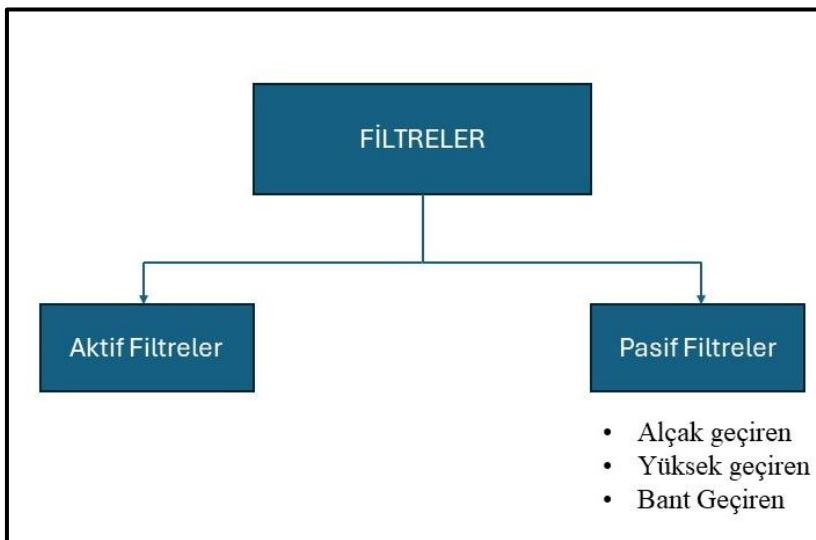 FİLTRELER
Aktif Filtreler
Pasif Filtreler
• Alçak geçiren
• Yüksek geçiren
• Bant Geçiren